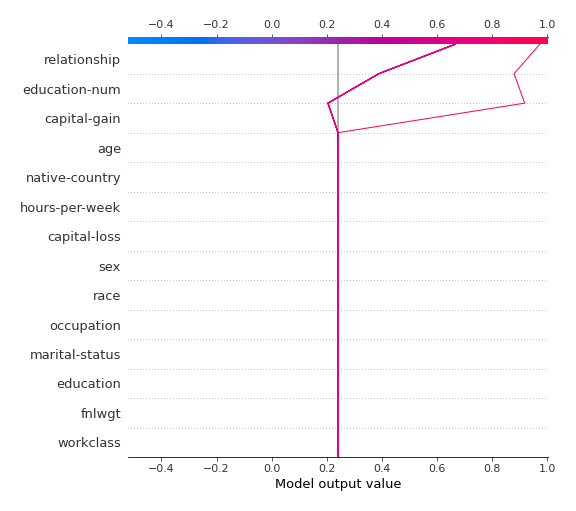 −0.4 −0.2 0.0 0.2 0.4 0.6 0.8 1.0
relationship
education-num
capital-gain
age
native-country
hours-per-week
capital-loss
sex
race
occupation
marital-status
education
fnlwgt
workclass
−0.4 −0.2 0.0 0.2 0.4 0.6 0.8 1.0
Model output value